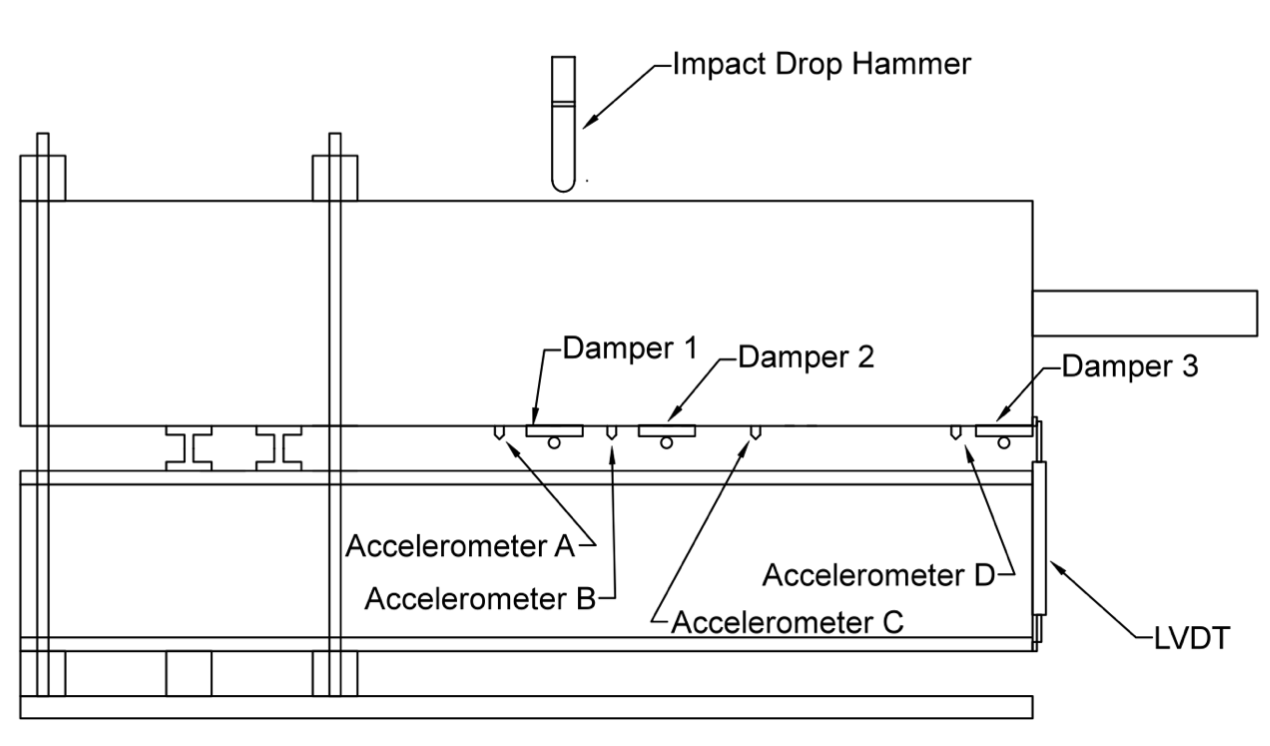 Impact Drop Hammer
Damper 1
Damper 2
Damper 3
Accelerometer A
Accelerometer B
Accelerometer C
Accelerometer D
LVDT